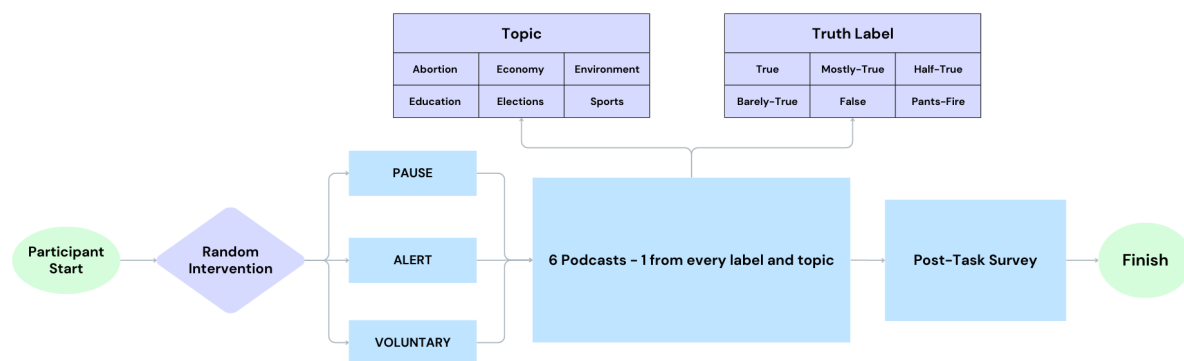 Topic
Abortion
Economy
Environment
Education
Elections
Sports
Truth Label
True
Mostly-True
Half-True
Barely-True
False
Pants-Fire
Participant
Start
Random
Intervention
PAUSE
ALERT
VOLUNTARY
6 Podcasts - 1 from every label and topic
Post-Task Survey
Finish